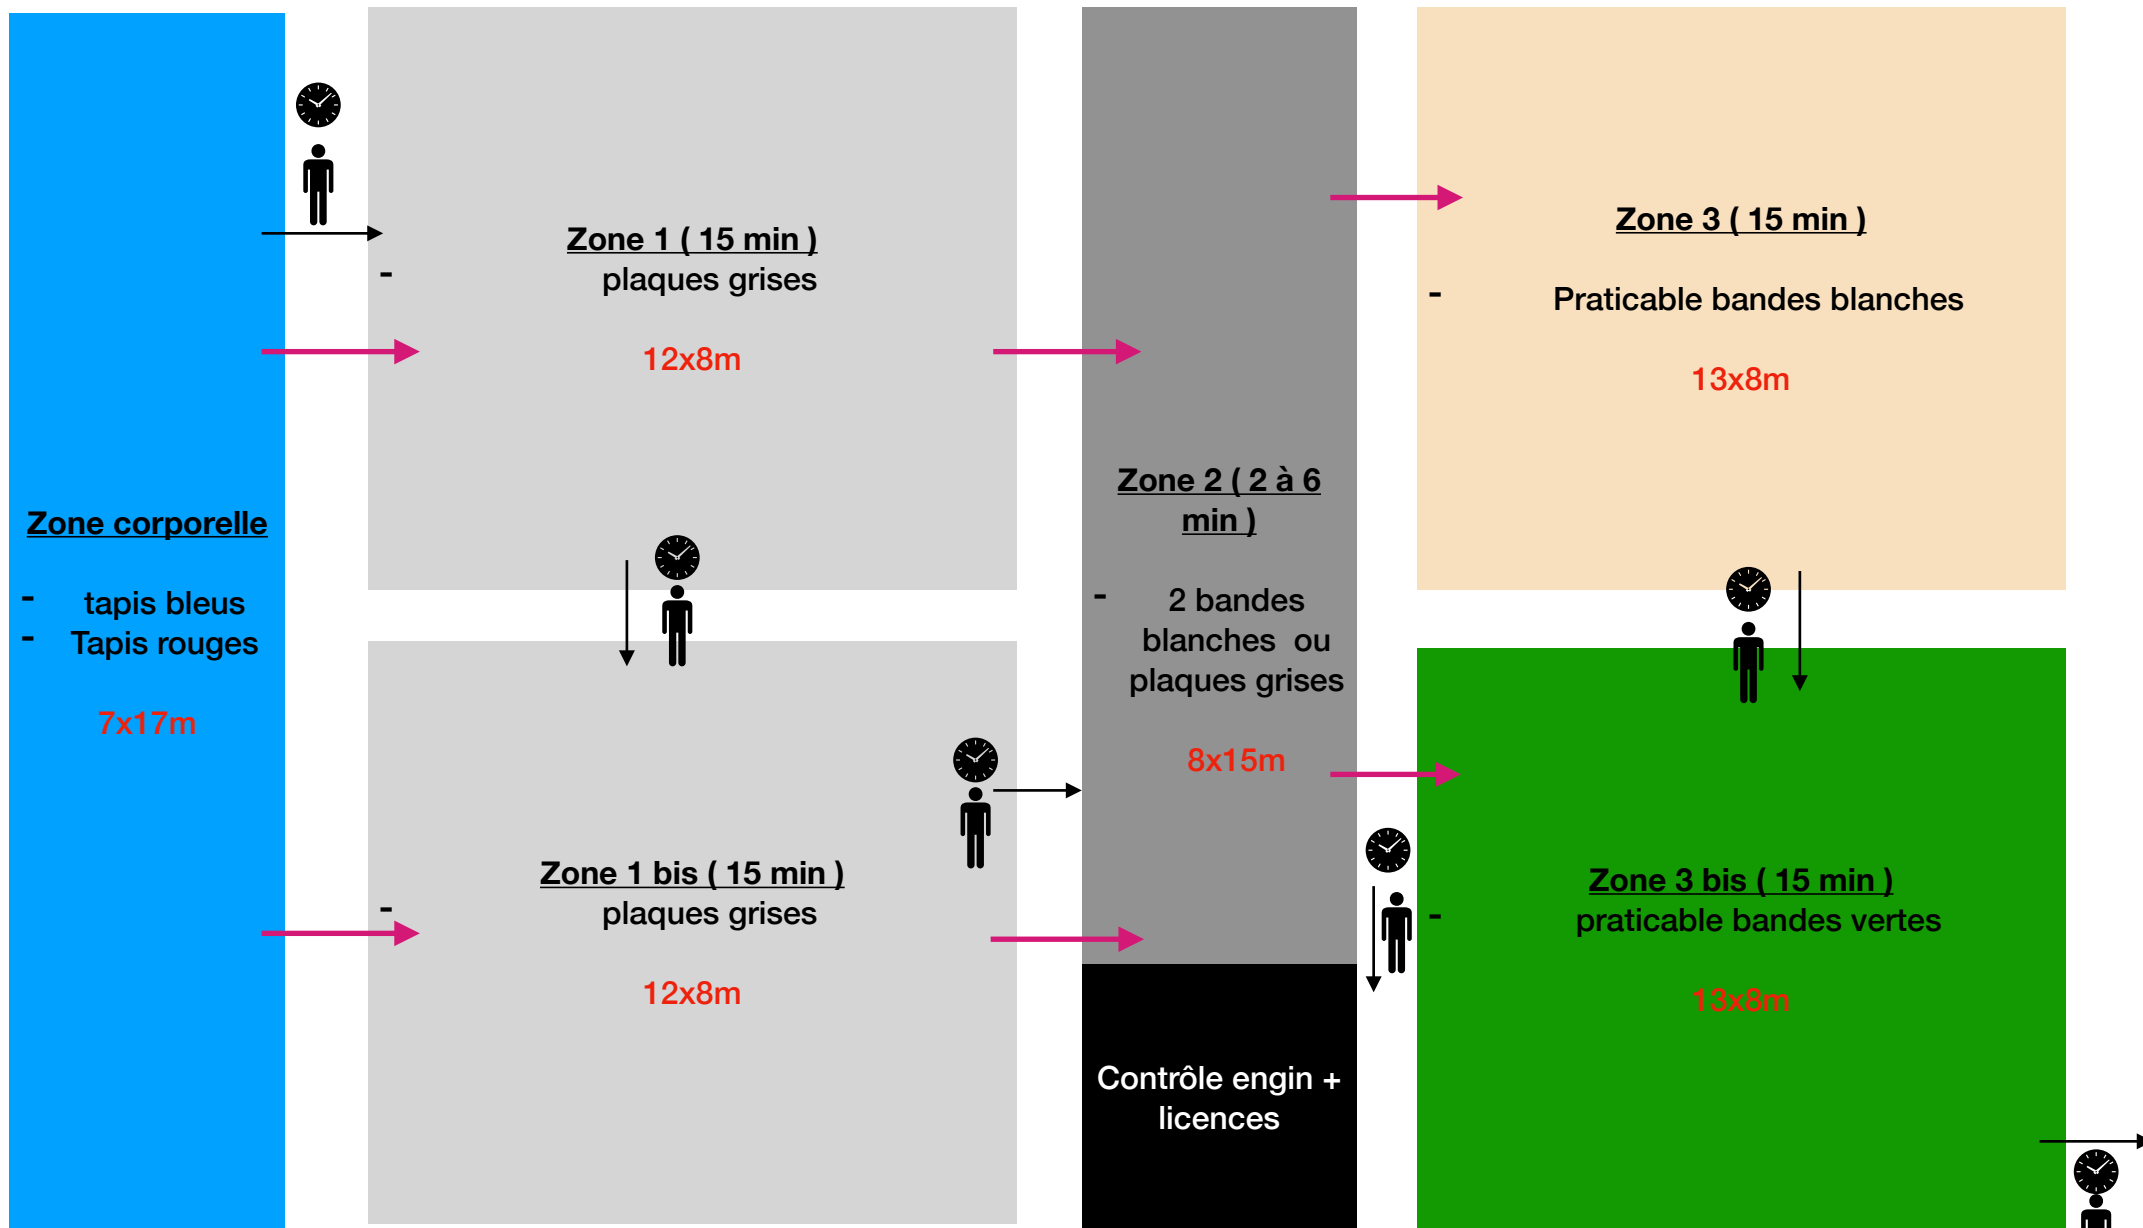 Zone corporelle
- tapis bleus
- Tapis rouges
7x17m
Zone 1 ( 15 min )
- plaques grises
12x8m
Zone 1 bis ( 15 min )
- plaques grises
12x8m
Zone 2 ( 2 à 6
min )
- 2 bandes
blanches ou
plaques grises
8x15m
Contrôle engin +
licences
Zone 3 ( 15 min )
- Praticable bandes blanches
13x8m
Zone 3 bis ( 15 min )
- praticable bandes vertes
13x8m